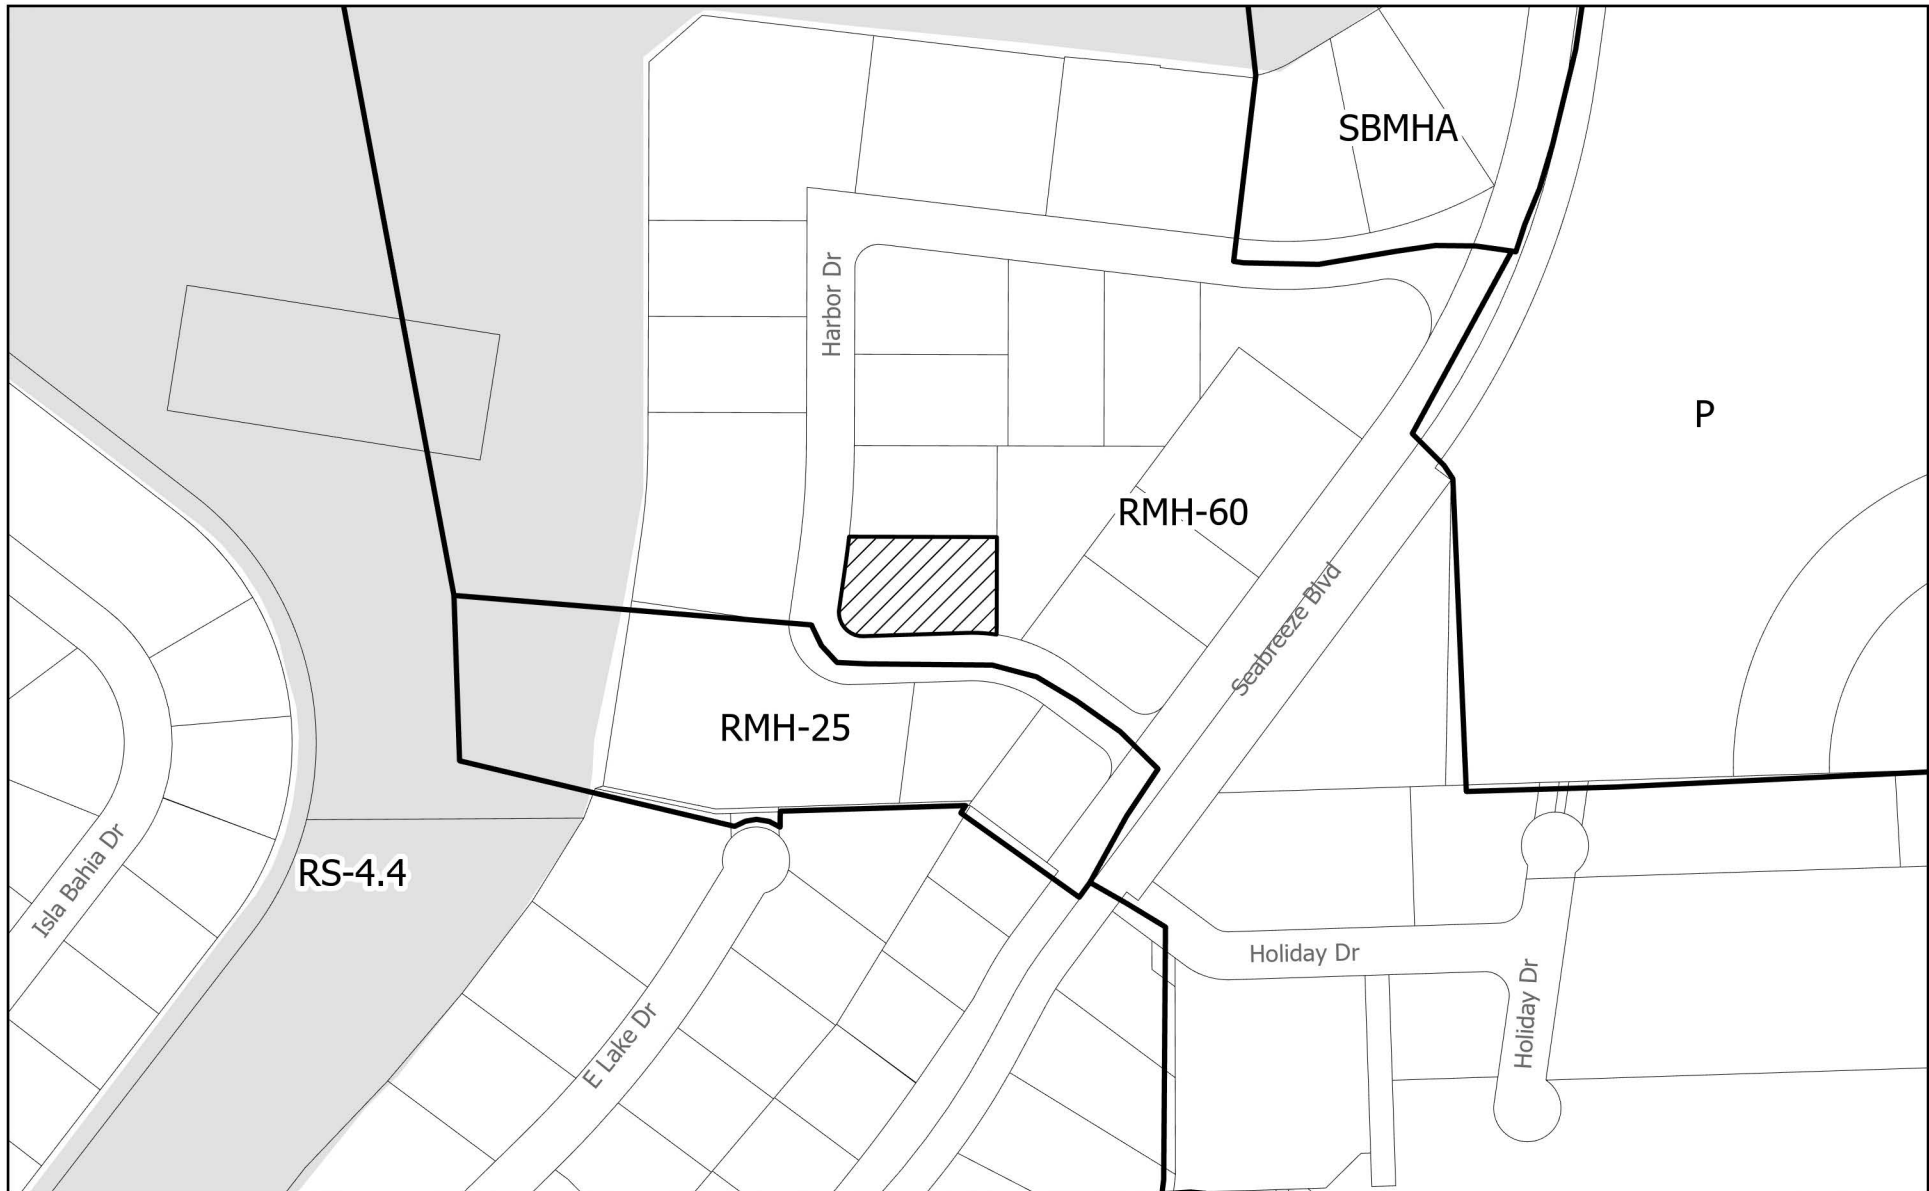 SBMHA
Harbor Dr
P
RMH-60
Seabreeze Blvd
RMH-25
Isla Bahia Dr
RS-4.4
Holiday Dr
Holiday Dr
E Lake Dr